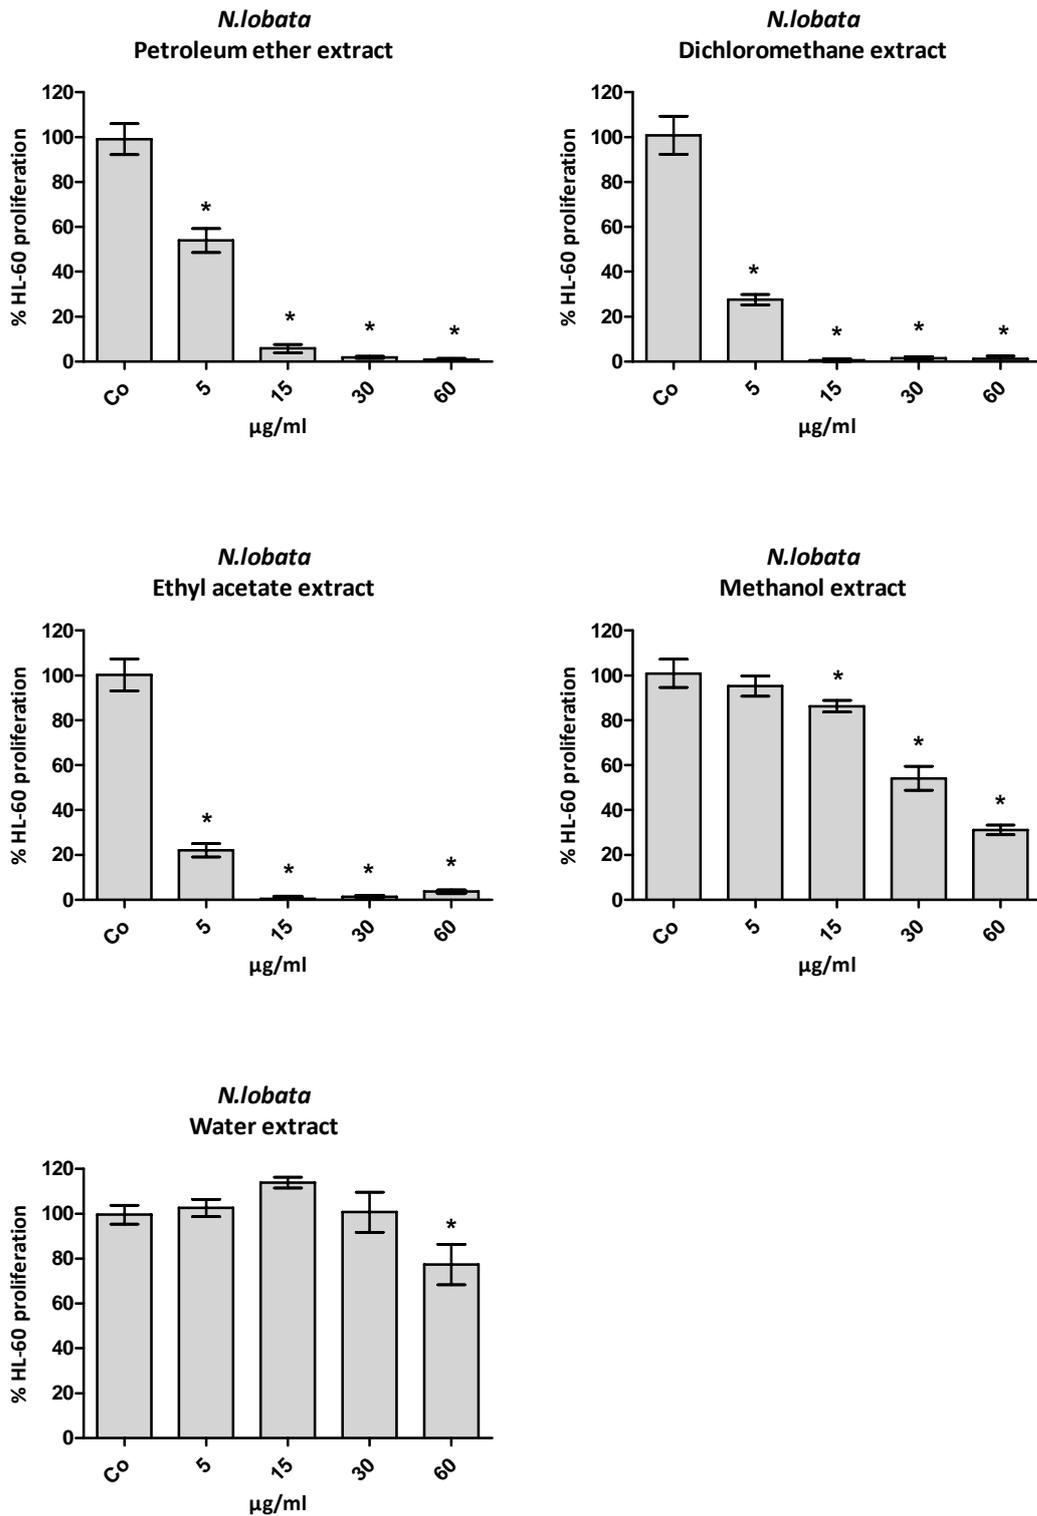 N.lobata
Petroleum ether extract
% HL-60 proliferation
120
100
80
60
40
20
0
*
*
*
*
Co
5
15
30
60
µg/ml
N.lobata
Dichloromethane extract
% HL-60 proliferation
120
100
80
60
40
20
0
*
*
*
*
Co
5
15
30
60
µg/ml
N.lobata
Ethyl acetate extract
% HL-60 proliferation
120
100
80
60
40
20
0
*
*
*
*
Co
5
15
30
60
µg/ml
N.lobata
Methanol extract
% HL-60 proliferation
120
100
80
60
40
20
0
*
*
*
Co
5
15
30
60
µg/ml
N.lobata
Water extract
% HL-60 proliferation
120
100
80
60
40
20
0
*
Co
5
15
30
60
µg/ml